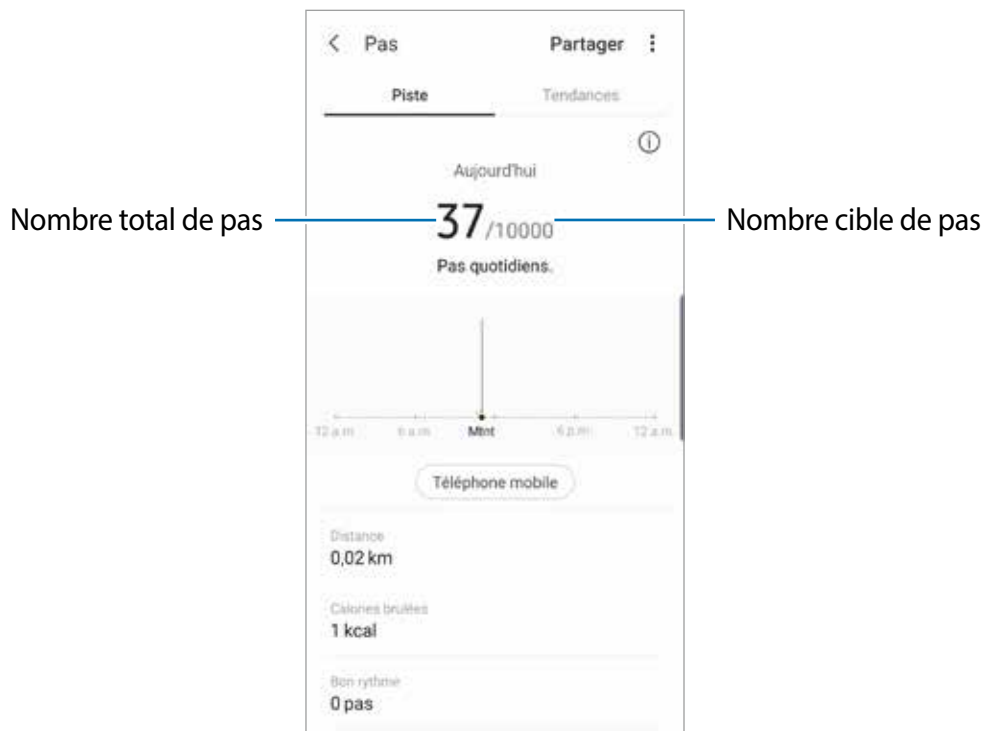 Pas Partager
Piste Tendances
Aujourd'hui
Nombre total de pas 37/10000 Nombre cible de pas
Pas quotidiens.
12 a.m. 6 a.m. Mtnt 6 p.m. 12 a.m.
Téléphone mobile
Distance
0,02 km
Calories brulées
1 kcal
Bon rythme
0 pas